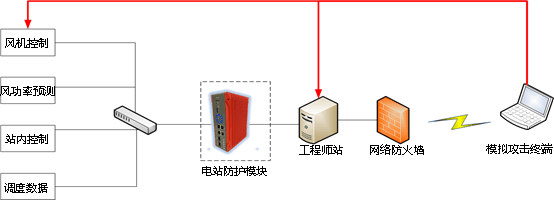 风机控制
风功率预测
站内控制
调度数据
电站防护模块
工程师站
网络防火墙
模拟攻击终端